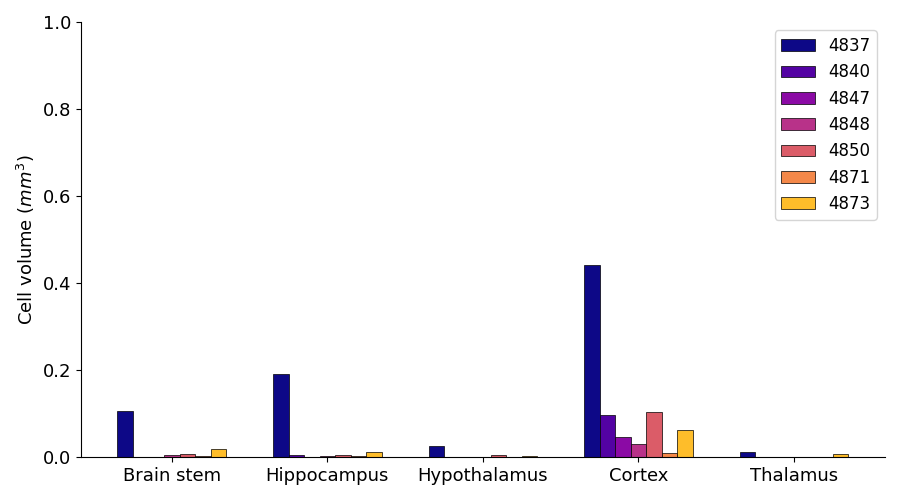 1.0
0.8
0.6
0.4
0.2
0.0
Cell volume (mm³)
Brain stem
Hippocampus
Hypothalamus
Cortex
Thalamus
4837
4840
4847
4848
4850
4871
4873